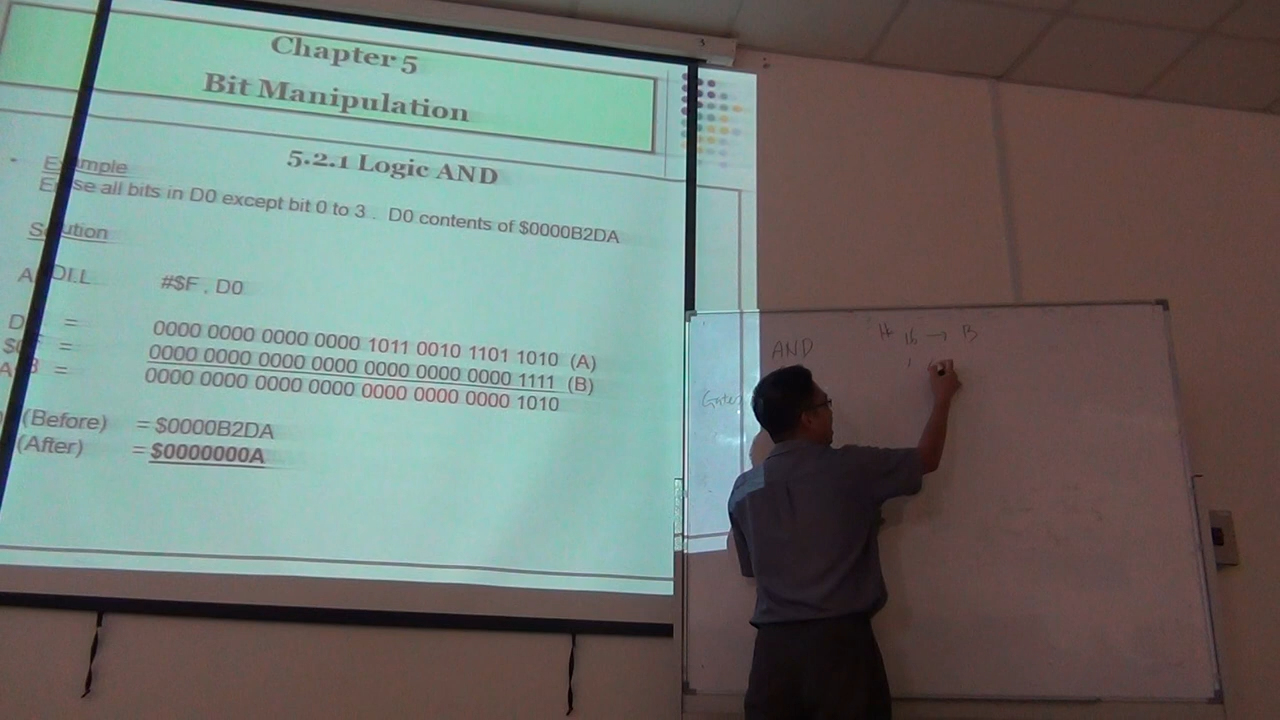 Chapter 5
Bit Manipulation
5.2.1 Logic AND
Example
Erase all bits in D0 except bit 0 to 3 . D0 contents of $0000B2DA
Solution
ANDI.L #$F , D0
= 0000 0000 0000 0000 1011 0010 1101 1010 (A)
= 0000 0000 0000 0000 0000 0000 0000 1111 (B)
= 0000 0000 0000 0000 0000 0000 0000 1010
(Before) = $0000B2DA
(After) = $0000000A
AND
16 → B
Gates